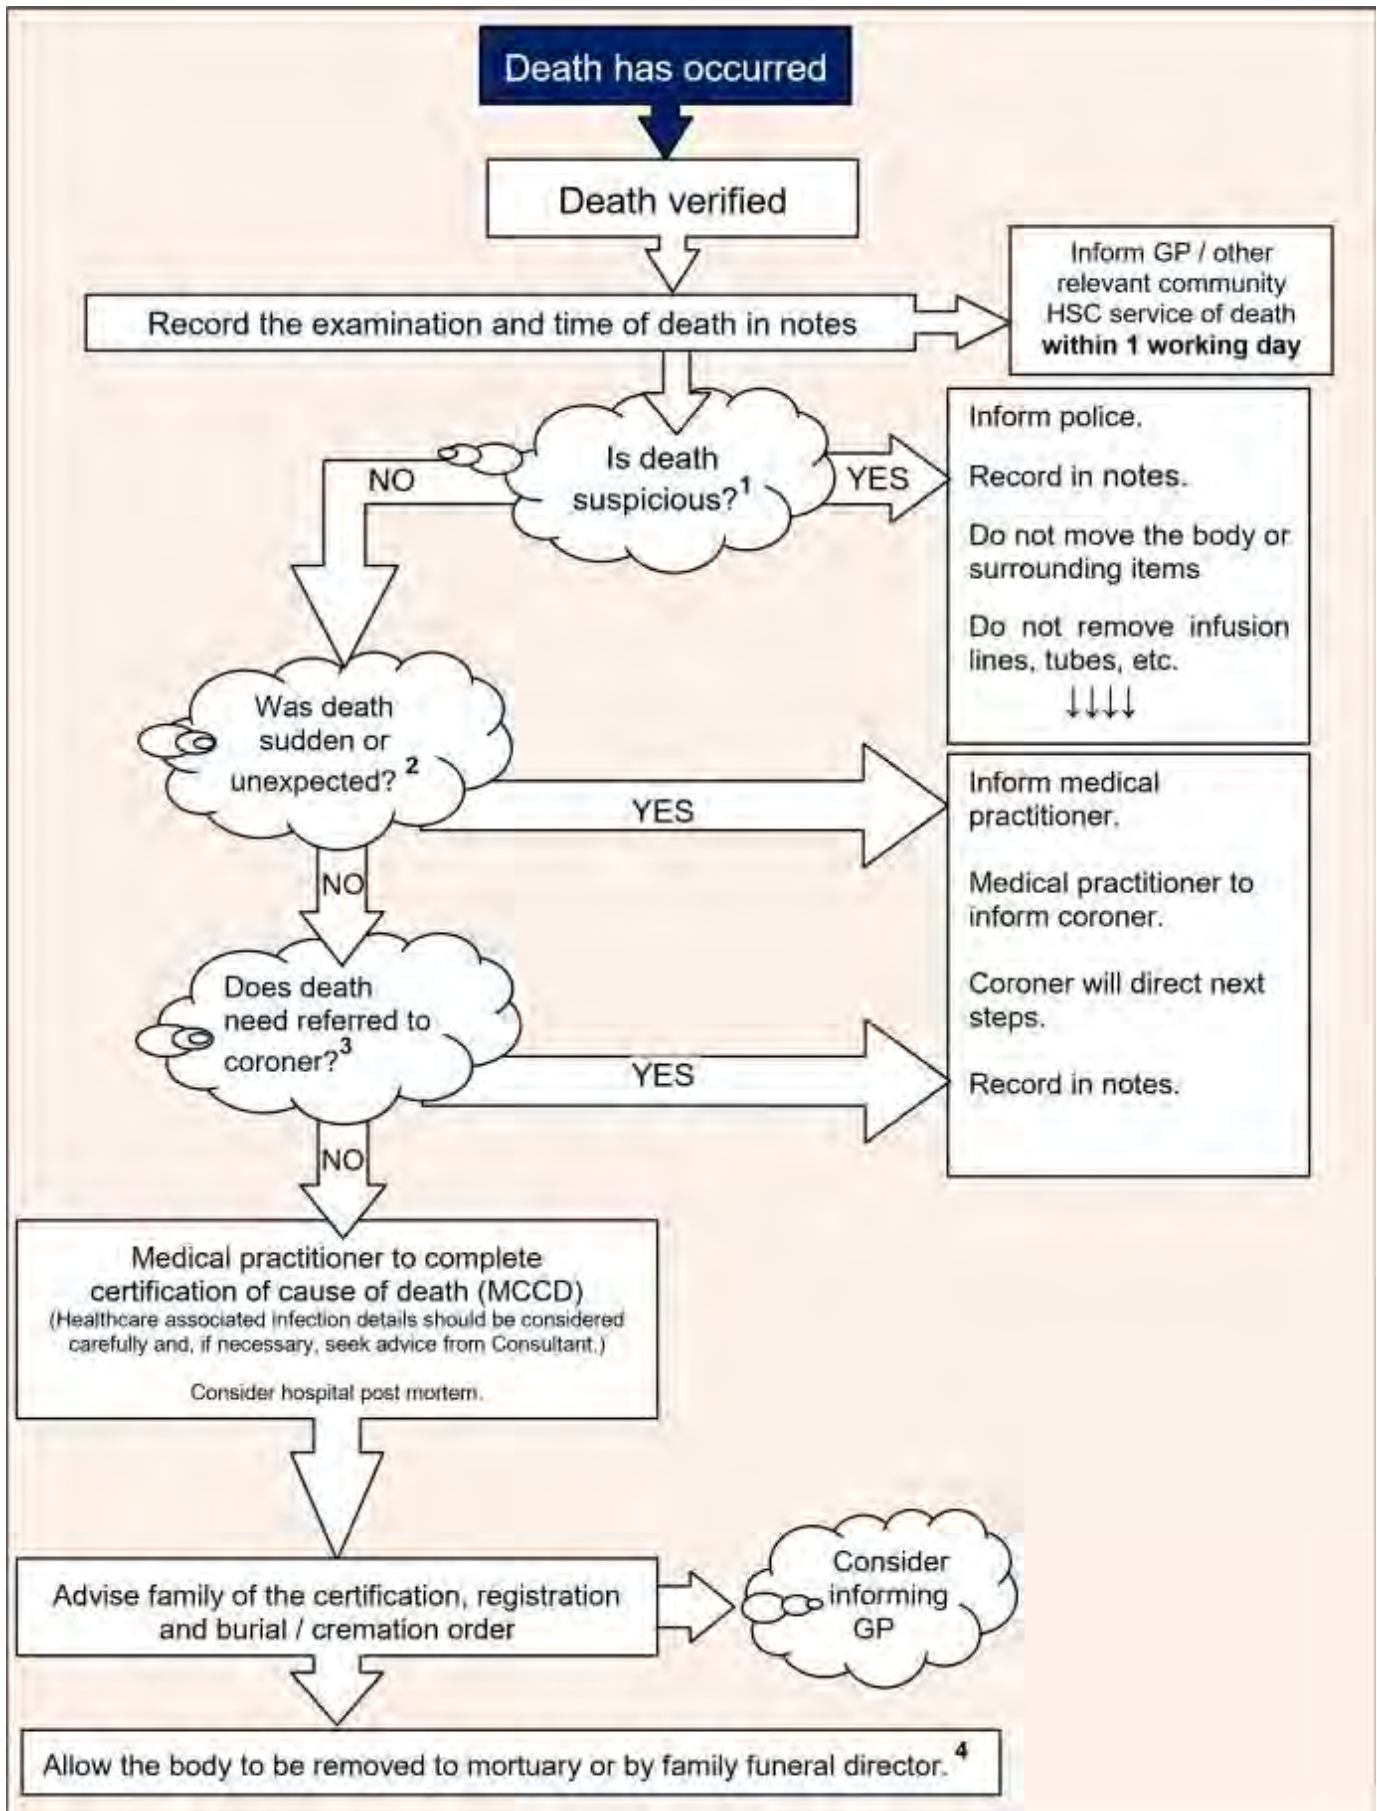 Death has occurred
Death verified
Record the examination and time of death in notes
Inform GP / other
relevant community
HSC service of death
within 1 working day
Is death
suspicious? 1
NO
YES
Inform police.
Record in notes.
Do not move the body or
surrounding items
Do not remove infusion
lines, tubes, etc.
↓↓↓↓
Was death
sudden or
unexpected? 2
YES
Inform medical
practitioner.
Medical practitioner to
inform coroner.
Coroner will direct next
steps.
Record in notes.
NO
Does death
need referred to
coroner? 3
YES
NO
Medical practitioner to complete
certification of cause of death (MCCD)
(Healthcare associated infection details should be considered
carefully and, if necessary, seek advice from Consultant.)
Consider hospital post mortem.
Advise family of the certification, registration
and burial / cremation order
Consider
informing
GP
Allow the body to be removed to mortuary or by family funeral director. 4